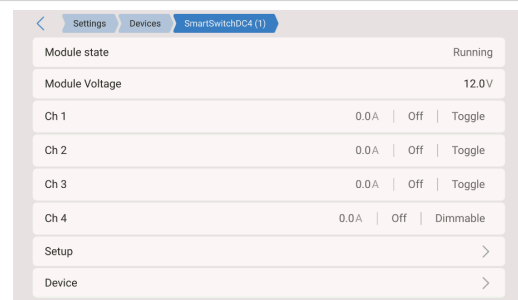 Settings Devices SmartSwitchDC4 (1)
Module state Running
Module Voltage 12.0V
Ch 1 0.0A | Off | Toggle
Ch 2 0.0A | Off | Toggle
Ch 3 0.0A | Off | Toggle
Ch 4 0.0A | Off | Dimmable
Setup
Device